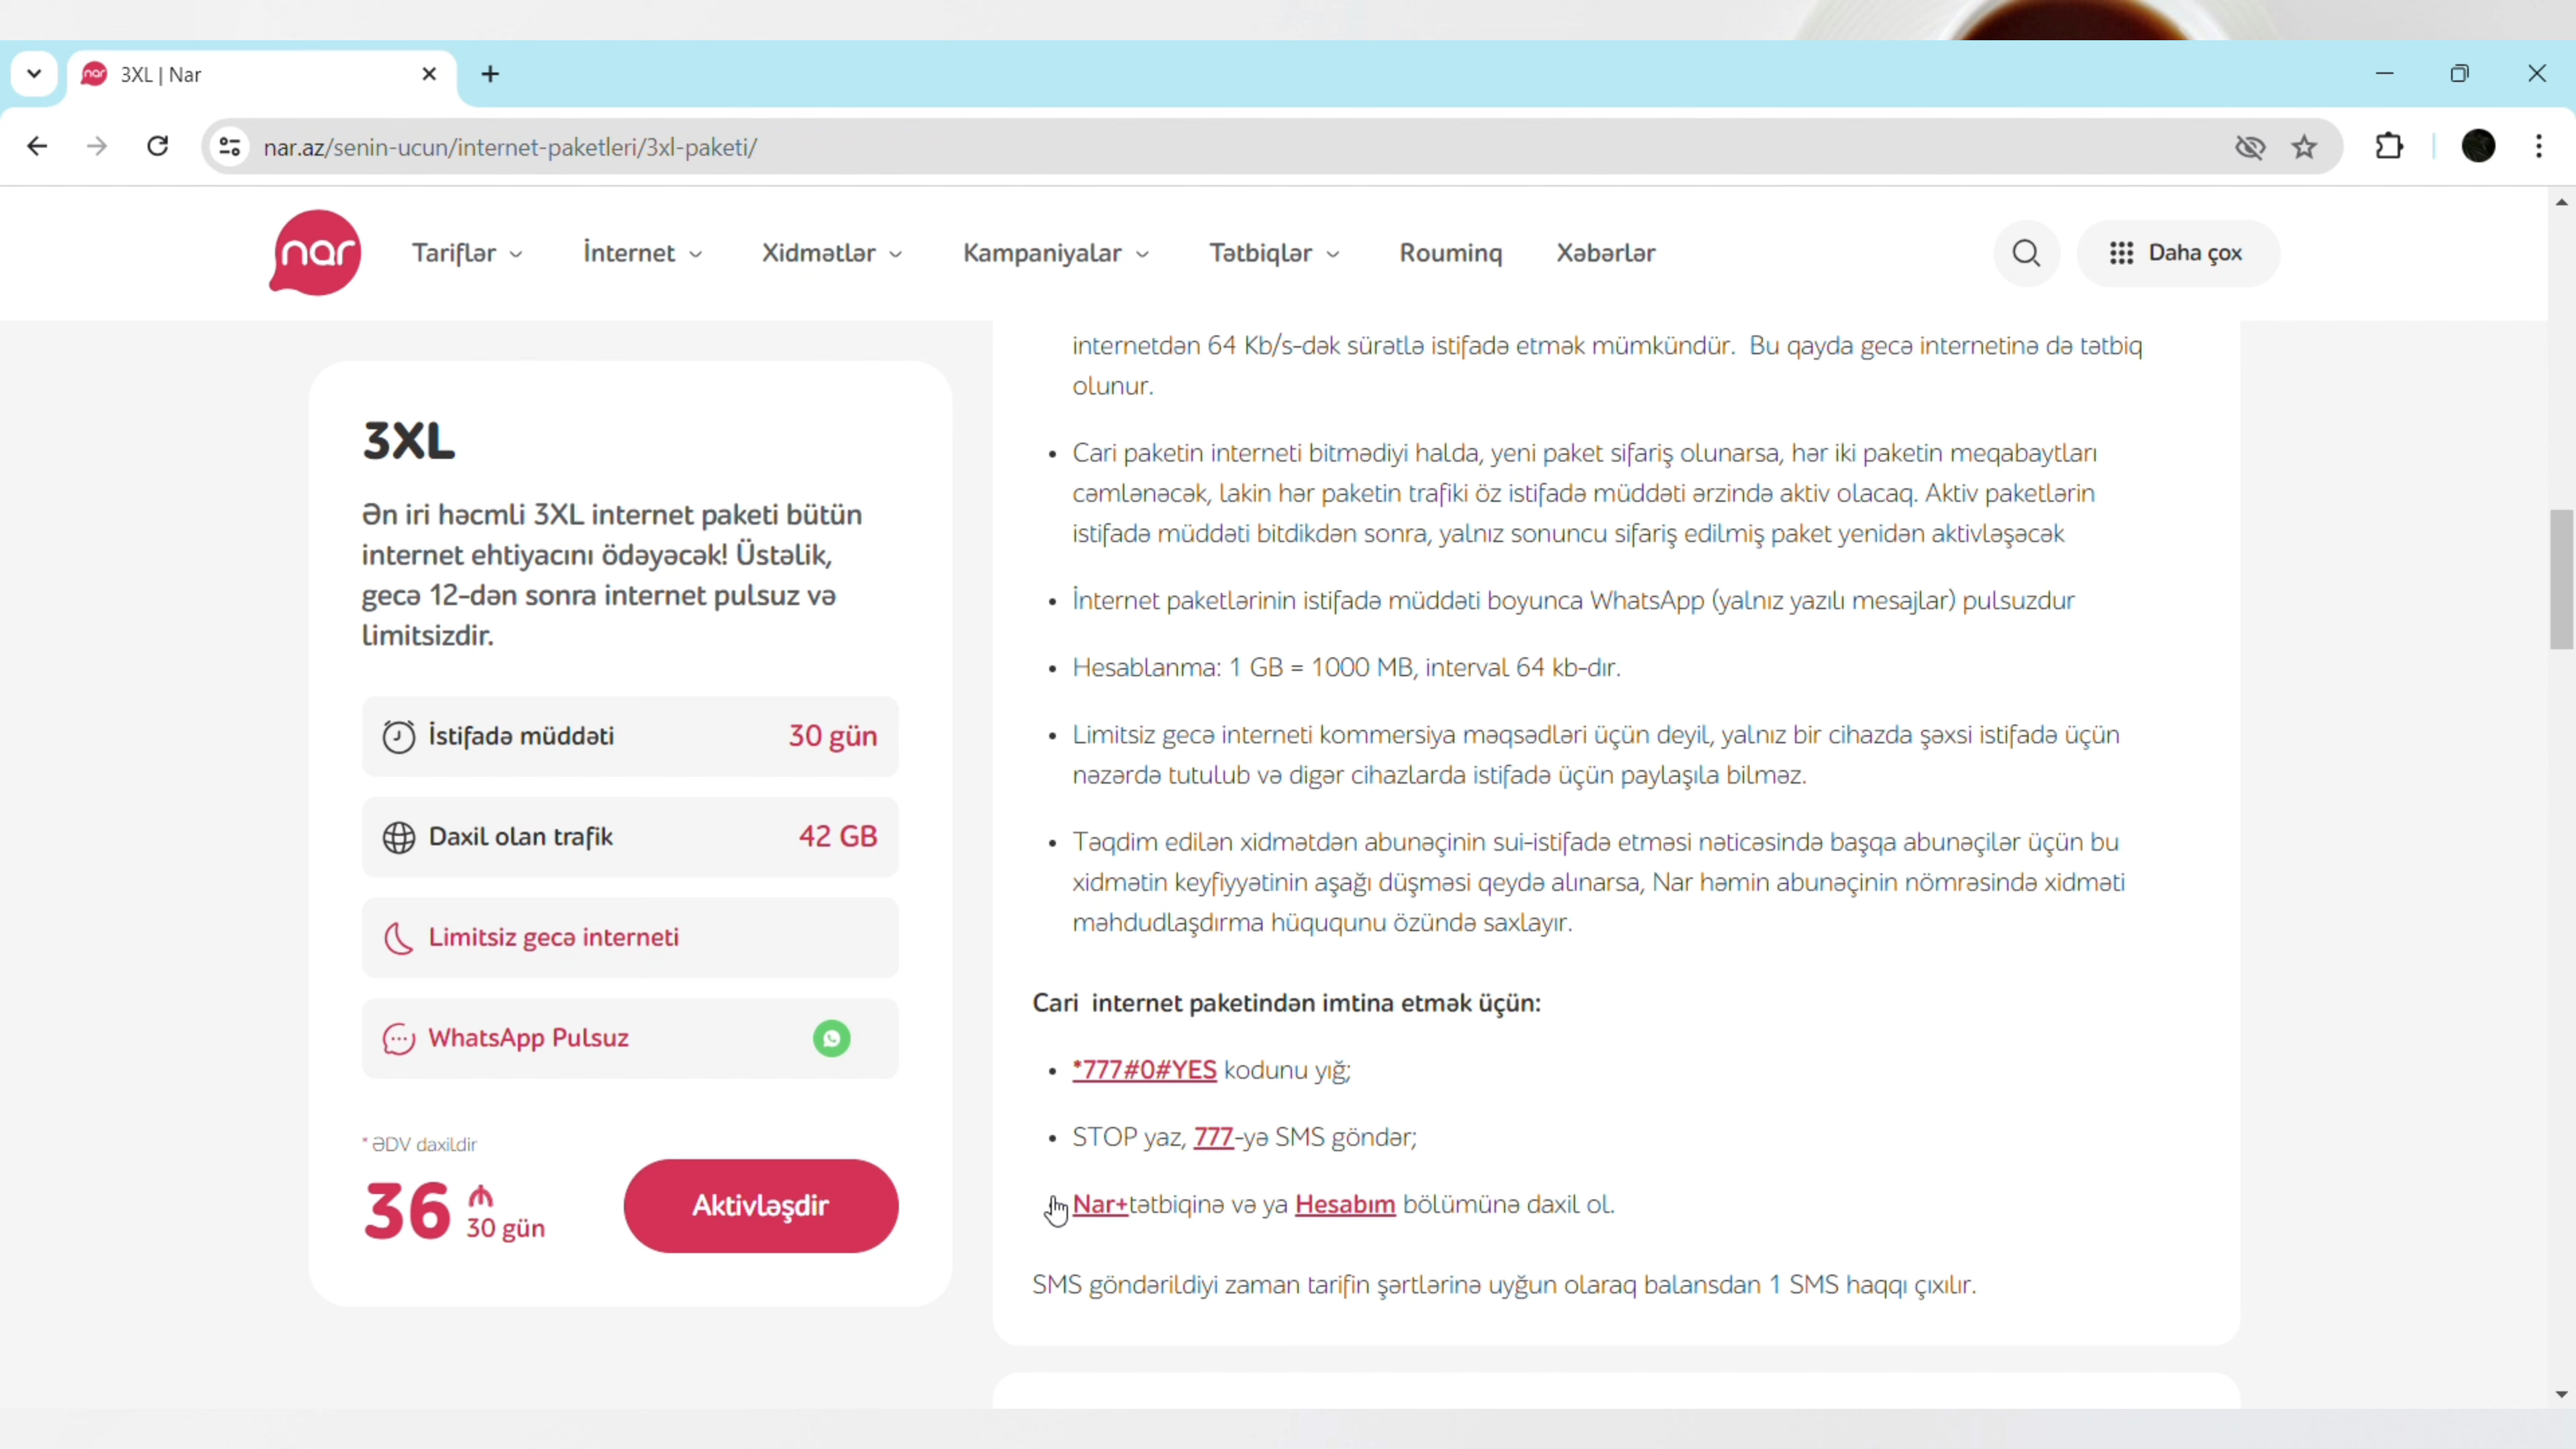 3XL | Nar
nar.az/senin-ucun/internet-paketleri/3xl-paketi/
nar
Tariflər
İnternet
Xidmətlər
Kampaniyalar
Tətbiqlər
Rouminq
Xəbərlər
Daha çox
3XL
Ən iri həcmli 3XL internet paketi bütün
internet ehtiyacını ödəyəcək! Üstəlik,
gecə 12-dən sonra internet pulsuz və
limitsizdir.
İstifadə müddəti 30 gün
Daxil olan trafik 42 GB
Limitsiz gecə interneti
WhatsApp Pulsuz
* ƏDV daxildir
36 ₼
30 gün
Aktivləşdir
internetdən 64 Kb/s-dək sürətlə istifadə etmək mümkündür. Bu qayda gecə internetinə də tətbiq
olunur.
• Cari paketin interneti bitmədiyi halda, yeni paket sifariş olunarsa, hər iki paketin meqabaytları
cəmlənəcək, lakin hər paketin trafiki öz istifadə müddəti ərzində aktiv olacaq. Aktiv paketlərin
istifadə müddəti bitdikdən sonra, yalnız sonuncu sifariş edilmiş paket yenidən aktivləşəcək
• İnternet paketlərinin istifadə müddəti boyunca WhatsApp (yalnız yazılı mesajlar) pulsuzdur
• Hesablanma: 1 GB = 1000 MB, interval 64 kb-dır.
• Limitsiz gecə interneti kommersiya məqsədləri üçün deyil, yalnız bir cihazda şəxsi istifadə üçün
nəzərdə tutulub və digər cihazlarda istifadə üçün paylaşıla bilməz.
• Təqdim edilən xidmətdən abunəçinin sui-istifadə etməsi nəticəsində başqa abunəçilər üçün bu
xidmətin keyfiyyətinin aşağı düşməsi qeydə alınarsa, Nar həmin abunəçinin nömrəsində xidməti
məhdudlaşdırma hüququnu özündə saxlayır.
Cari internet paketindən imtina etmək üçün:
• *777#0#YES kodunu yığ;
• STOP yaz, 777-yə SMS göndər;
Nar+tətbiqinə və ya Hesabım bölümünə daxil ol.
SMS göndərildiyi zaman tarifin şərtlərinə uyğun olaraq balansdan 1 SMS haqqı çıxılır.